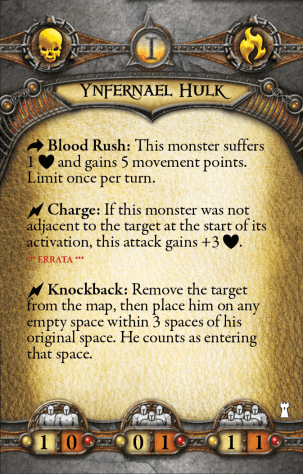 I
YNFERNAEL HULK
Blood Rush: This monster suffers
1 and gains 5 movement points.
Limit once per turn.
Charge: If this monster was not
adjacent to the target at the start of its
activation, this attack gains +3 .
*** ERRATA ***
Knockback: Remove the target
from the map, then place him on any
empty space within 3 spaces of his
original space. He counts as entering
that space.
1 0 0 1 1 1